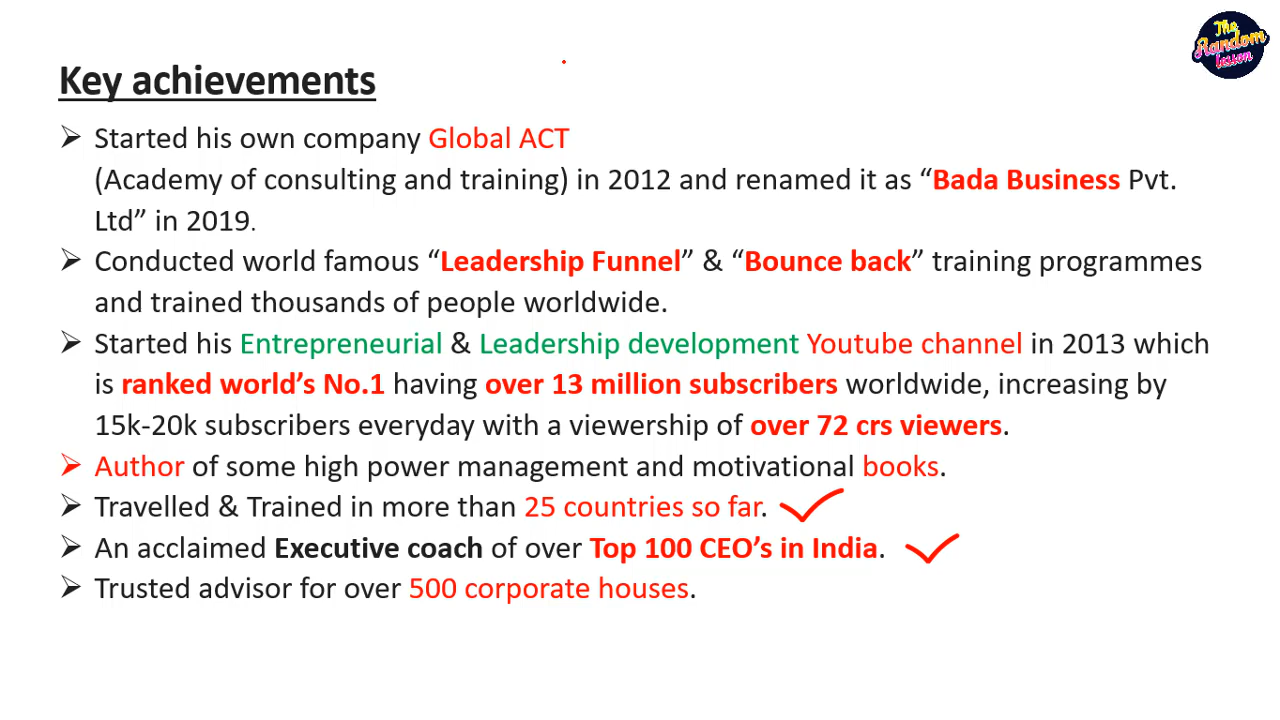 The
Random
lesson
Key achievements
➢ Started his own company Global ACT
(Academy of consulting and training) in 2012 and renamed it as “Bada Business Pvt.
Ltd” in 2019.
➢ Conducted world famous “Leadership Funnel” & “Bounce back” training programmes
and trained thousands of people worldwide.
➢ Started his Entrepreneurial & Leadership development Youtube channel in 2013 which
is ranked world’s No.1 having over 13 million subscribers worldwide, increasing by
15k-20k subscribers everyday with a viewership of over 72 crs viewers.
➢ Author of some high power management and motivational books.
➢ Travelled & Trained in more than 25 countries so far.
➢ An acclaimed Executive coach of over Top 100 CEO’s in India.
➢ Trusted advisor for over 500 corporate houses.